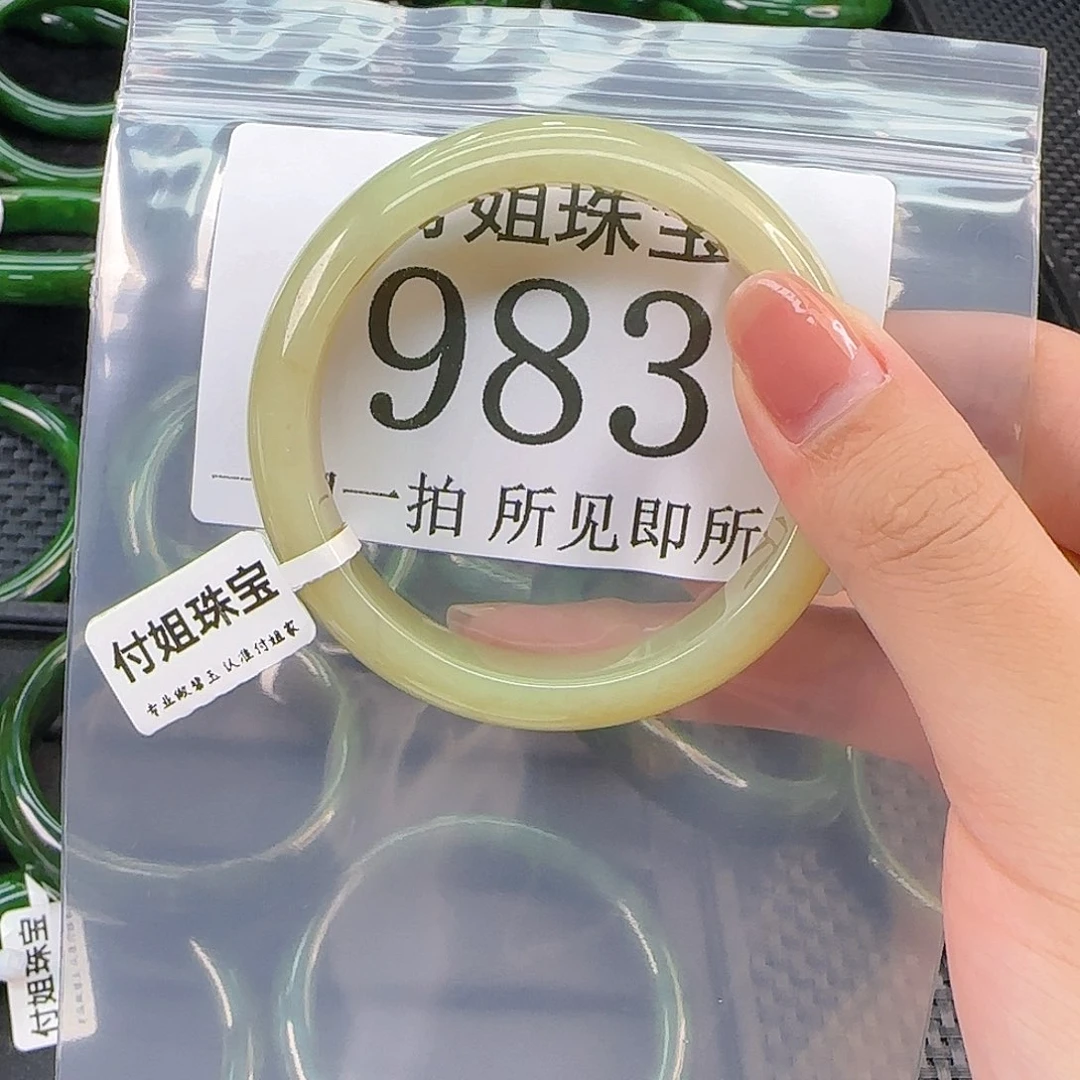 姐珠宝
983
一拍 所见即所
付姐珠宝
专业做碧玉 认准付姐家
付姐珠宝